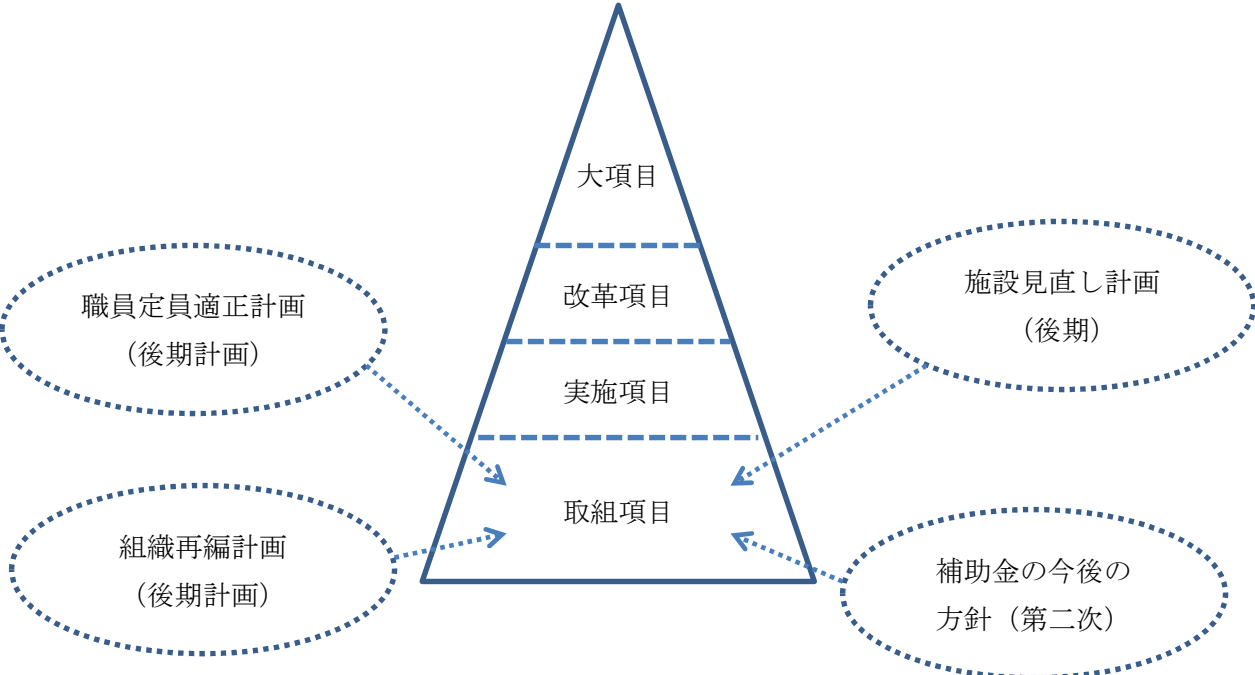 大項目
改革項目
実施項目
取組項目
職員定員適正計画
（後期計画）
組織再編計画
（後期計画）
施設見直し計画
（後期）
補助金の今後の
方針（第二次）